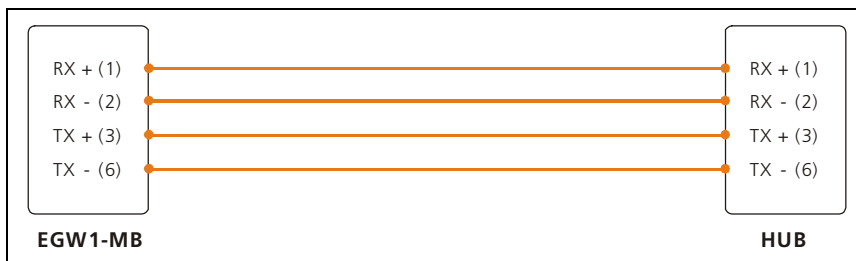 RX + (1) RX + (1)
RX - (2) RX - (2)
TX + (3) TX + (3)
TX - (6) TX - (6)
EGW1-MB HUB